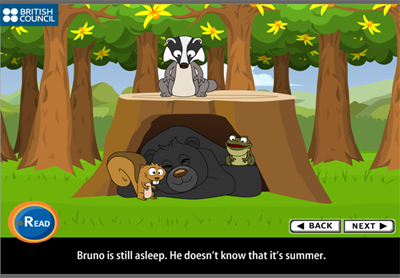 BRITISH
COUNCIL
READ
BACK
NEXT
Bruno is still asleep. He doesn't know that it's summer.